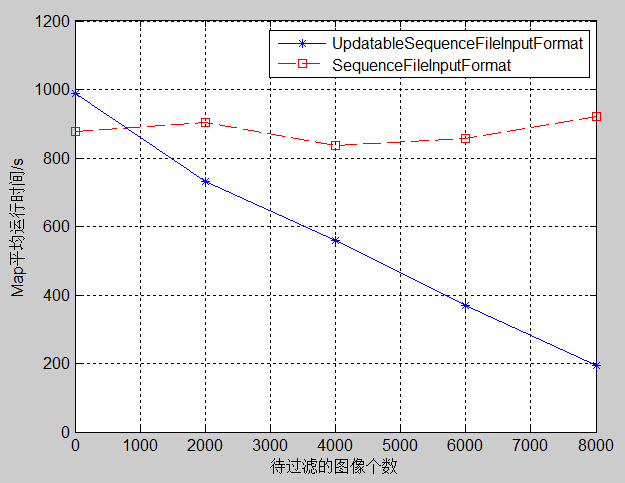 UpdatableSequenceFileInputFormat
SequenceFileInputFormat
1200
1000
800
600
400
200
0
Map平均运行时间/s
0 1000 2000 3000 4000 5000 6000 7000 8000
待过滤的图像个数